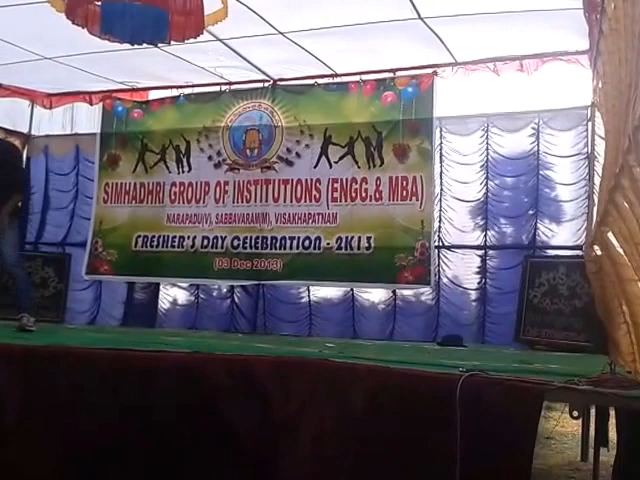 SIMHADHRI GROUP OF INSTITUTIONS (ENGG.& MBA)
NARAPADU(V), SABBAVARAM(M), VISAKHAPATNAM
FRESHER'S DAY CELEBRATION - 2K13
(03 Dec 2013)